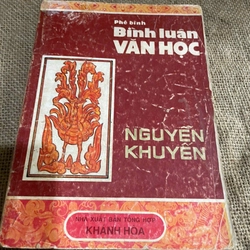 Phê bình
Bình luận
VĂN HỌC
NGUYỄN
KHUYẾN
NHÀ XUẤT BẢN TỔNG HỢP
KHÁNH HÒA